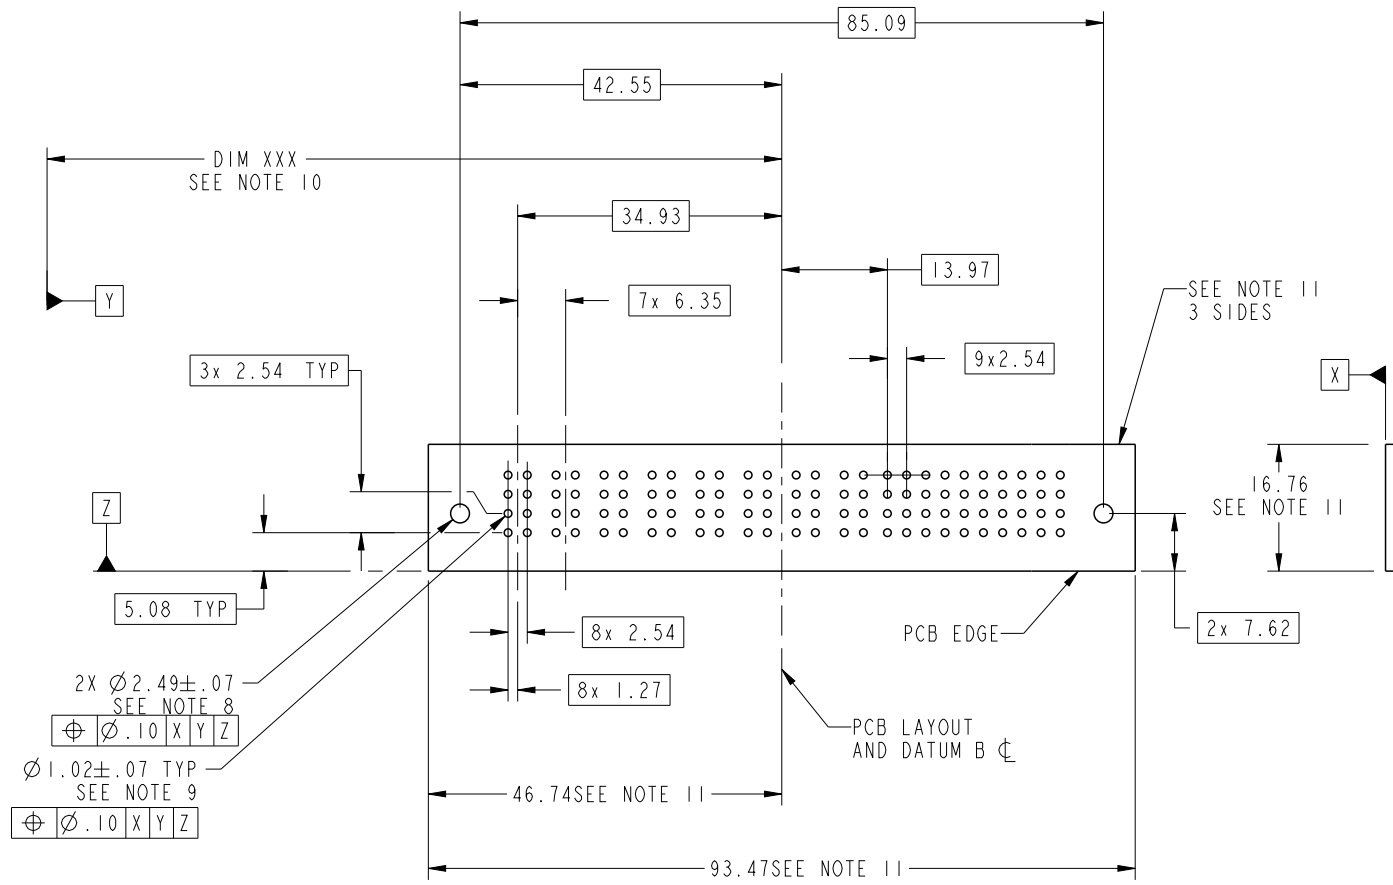 85.09
42.55
DIM XXX
SEE NOTE 10
34.93
13.97
Y
7x 6.35
SEE NOTE 11
3 SIDES
3x 2.54 TYP
9x2.54
X
16.76
SEE NOTE 11
Z
5.08 TYP
8x 2.54
PCB EDGE
2x 7.62
2X Ø2.49±.07
SEE NOTE 8
⌖ Ø.10 X Y Z
8x 1.27
PCB LAYOUT
AND DATUM B ℄
Ø1.02±.07 TYP
SEE NOTE 9
⌖ Ø.10 X Y Z
46.74SEE NOTE 11
93.47SEE NOTE 11